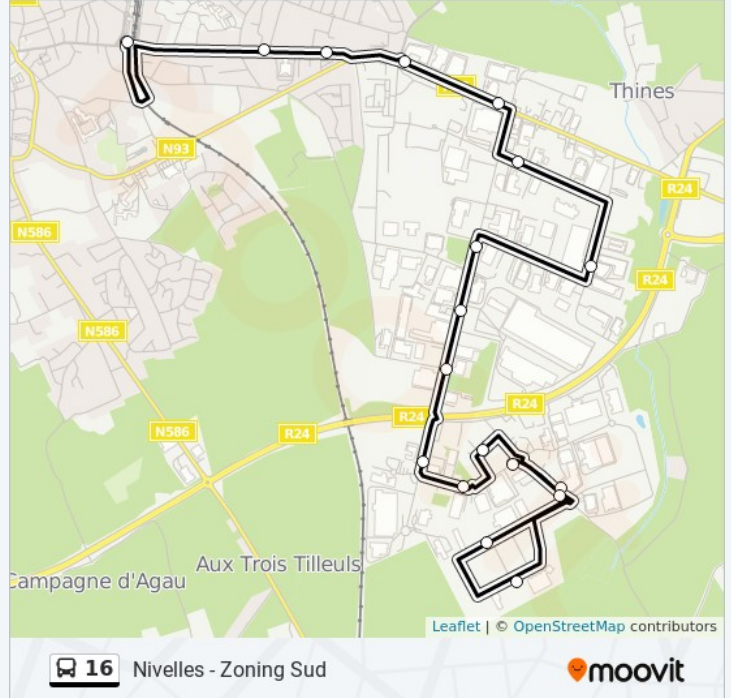 Thines
N93
R24
N586
R24
N586
R24
R24
N586
R24
Aux Trois Tilleuls
Campagne d'Agau
Leaflet | © OpenStreetMap contributors
16 Nivelles - Zoning Sud
moovit